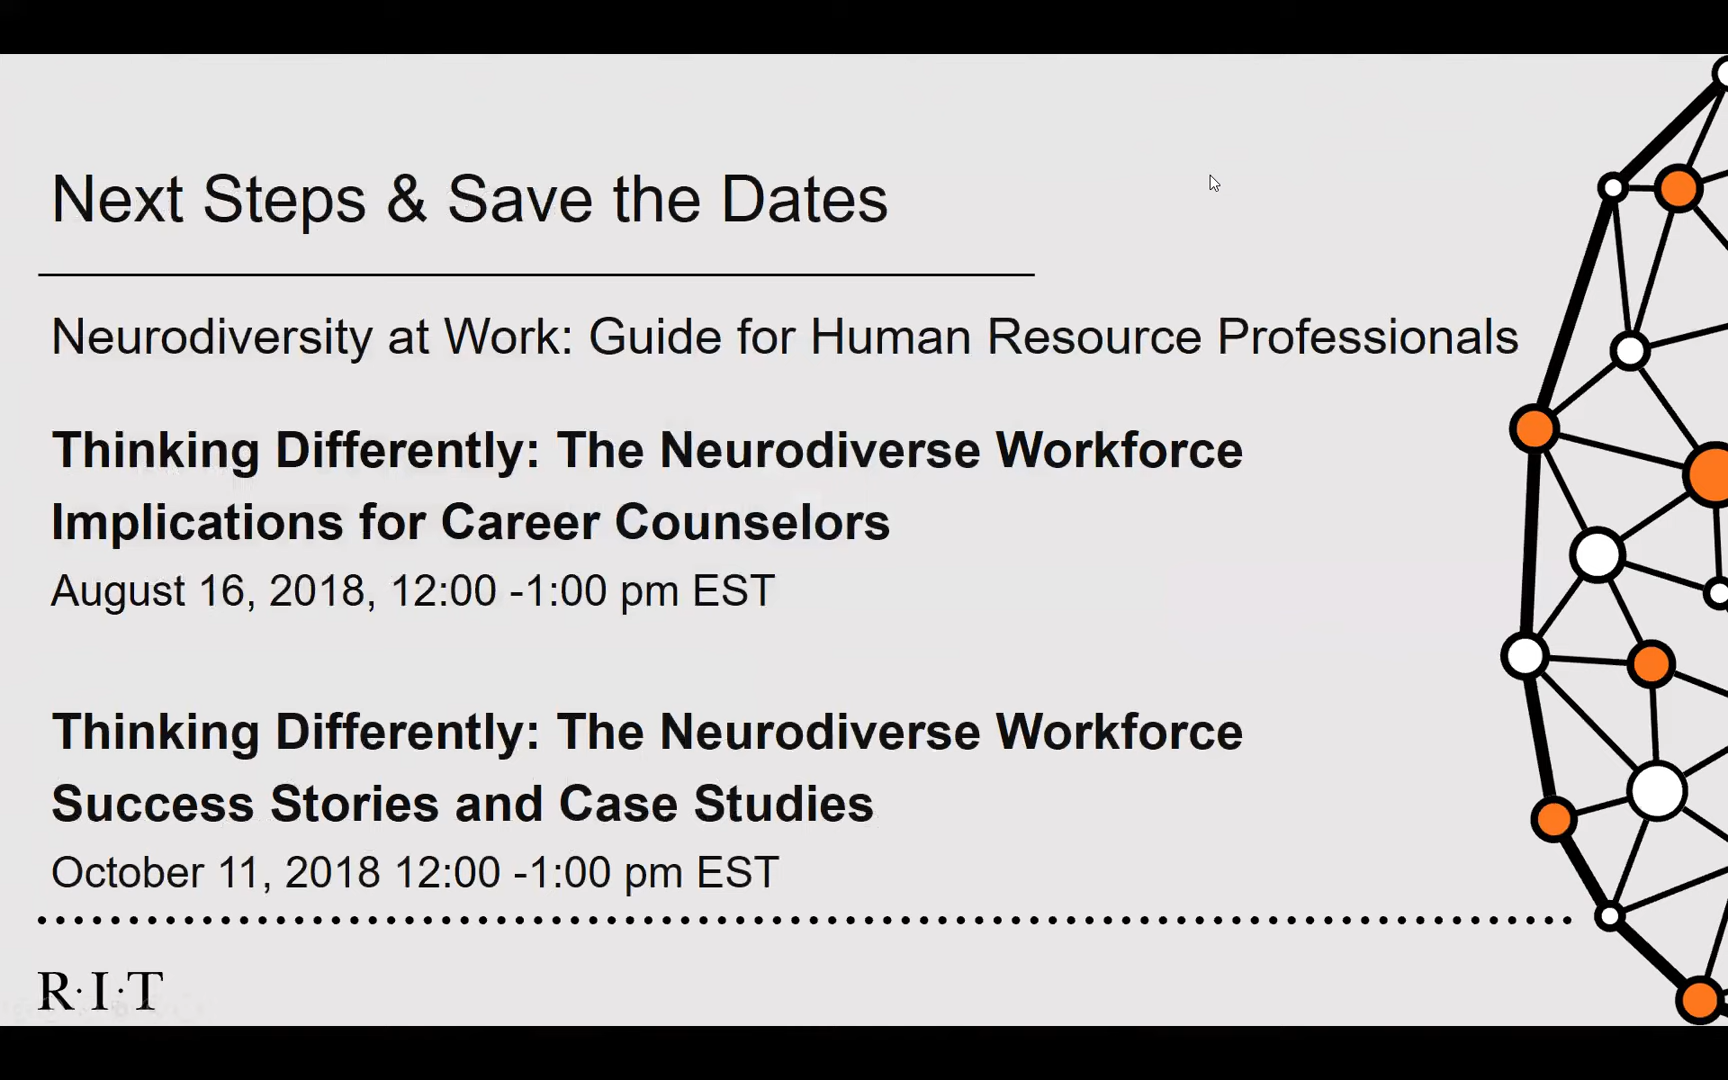 Next Steps & Save the Dates
Neurodiversity at Work: Guide for Human Resource Professionals
Thinking Differently: The Neurodiverse Workforce
Implications for Career Counselors
August 16, 2018, 12:00 -1:00 pm EST
Thinking Differently: The Neurodiverse Workforce
Success Stories and Case Studies
October 11, 2018 12:00 -1:00 pm EST
R·I·T